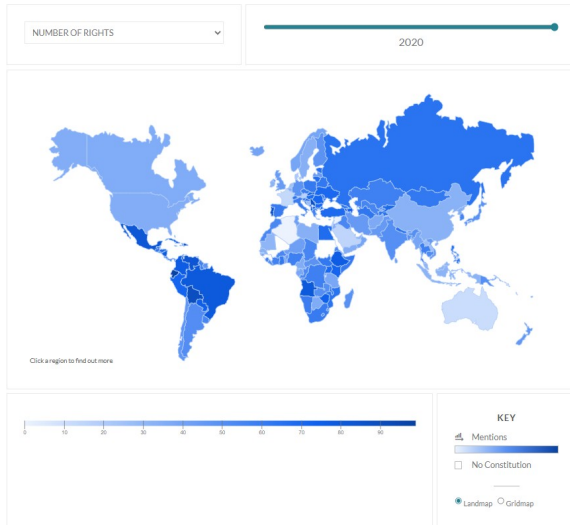 NUMBER OF RIGHTS
2020
Click a region to find out more
0 10 20 30 40 50 60 70 80 90
KEY
Mentions
No Constitution
Landmap Gridmap